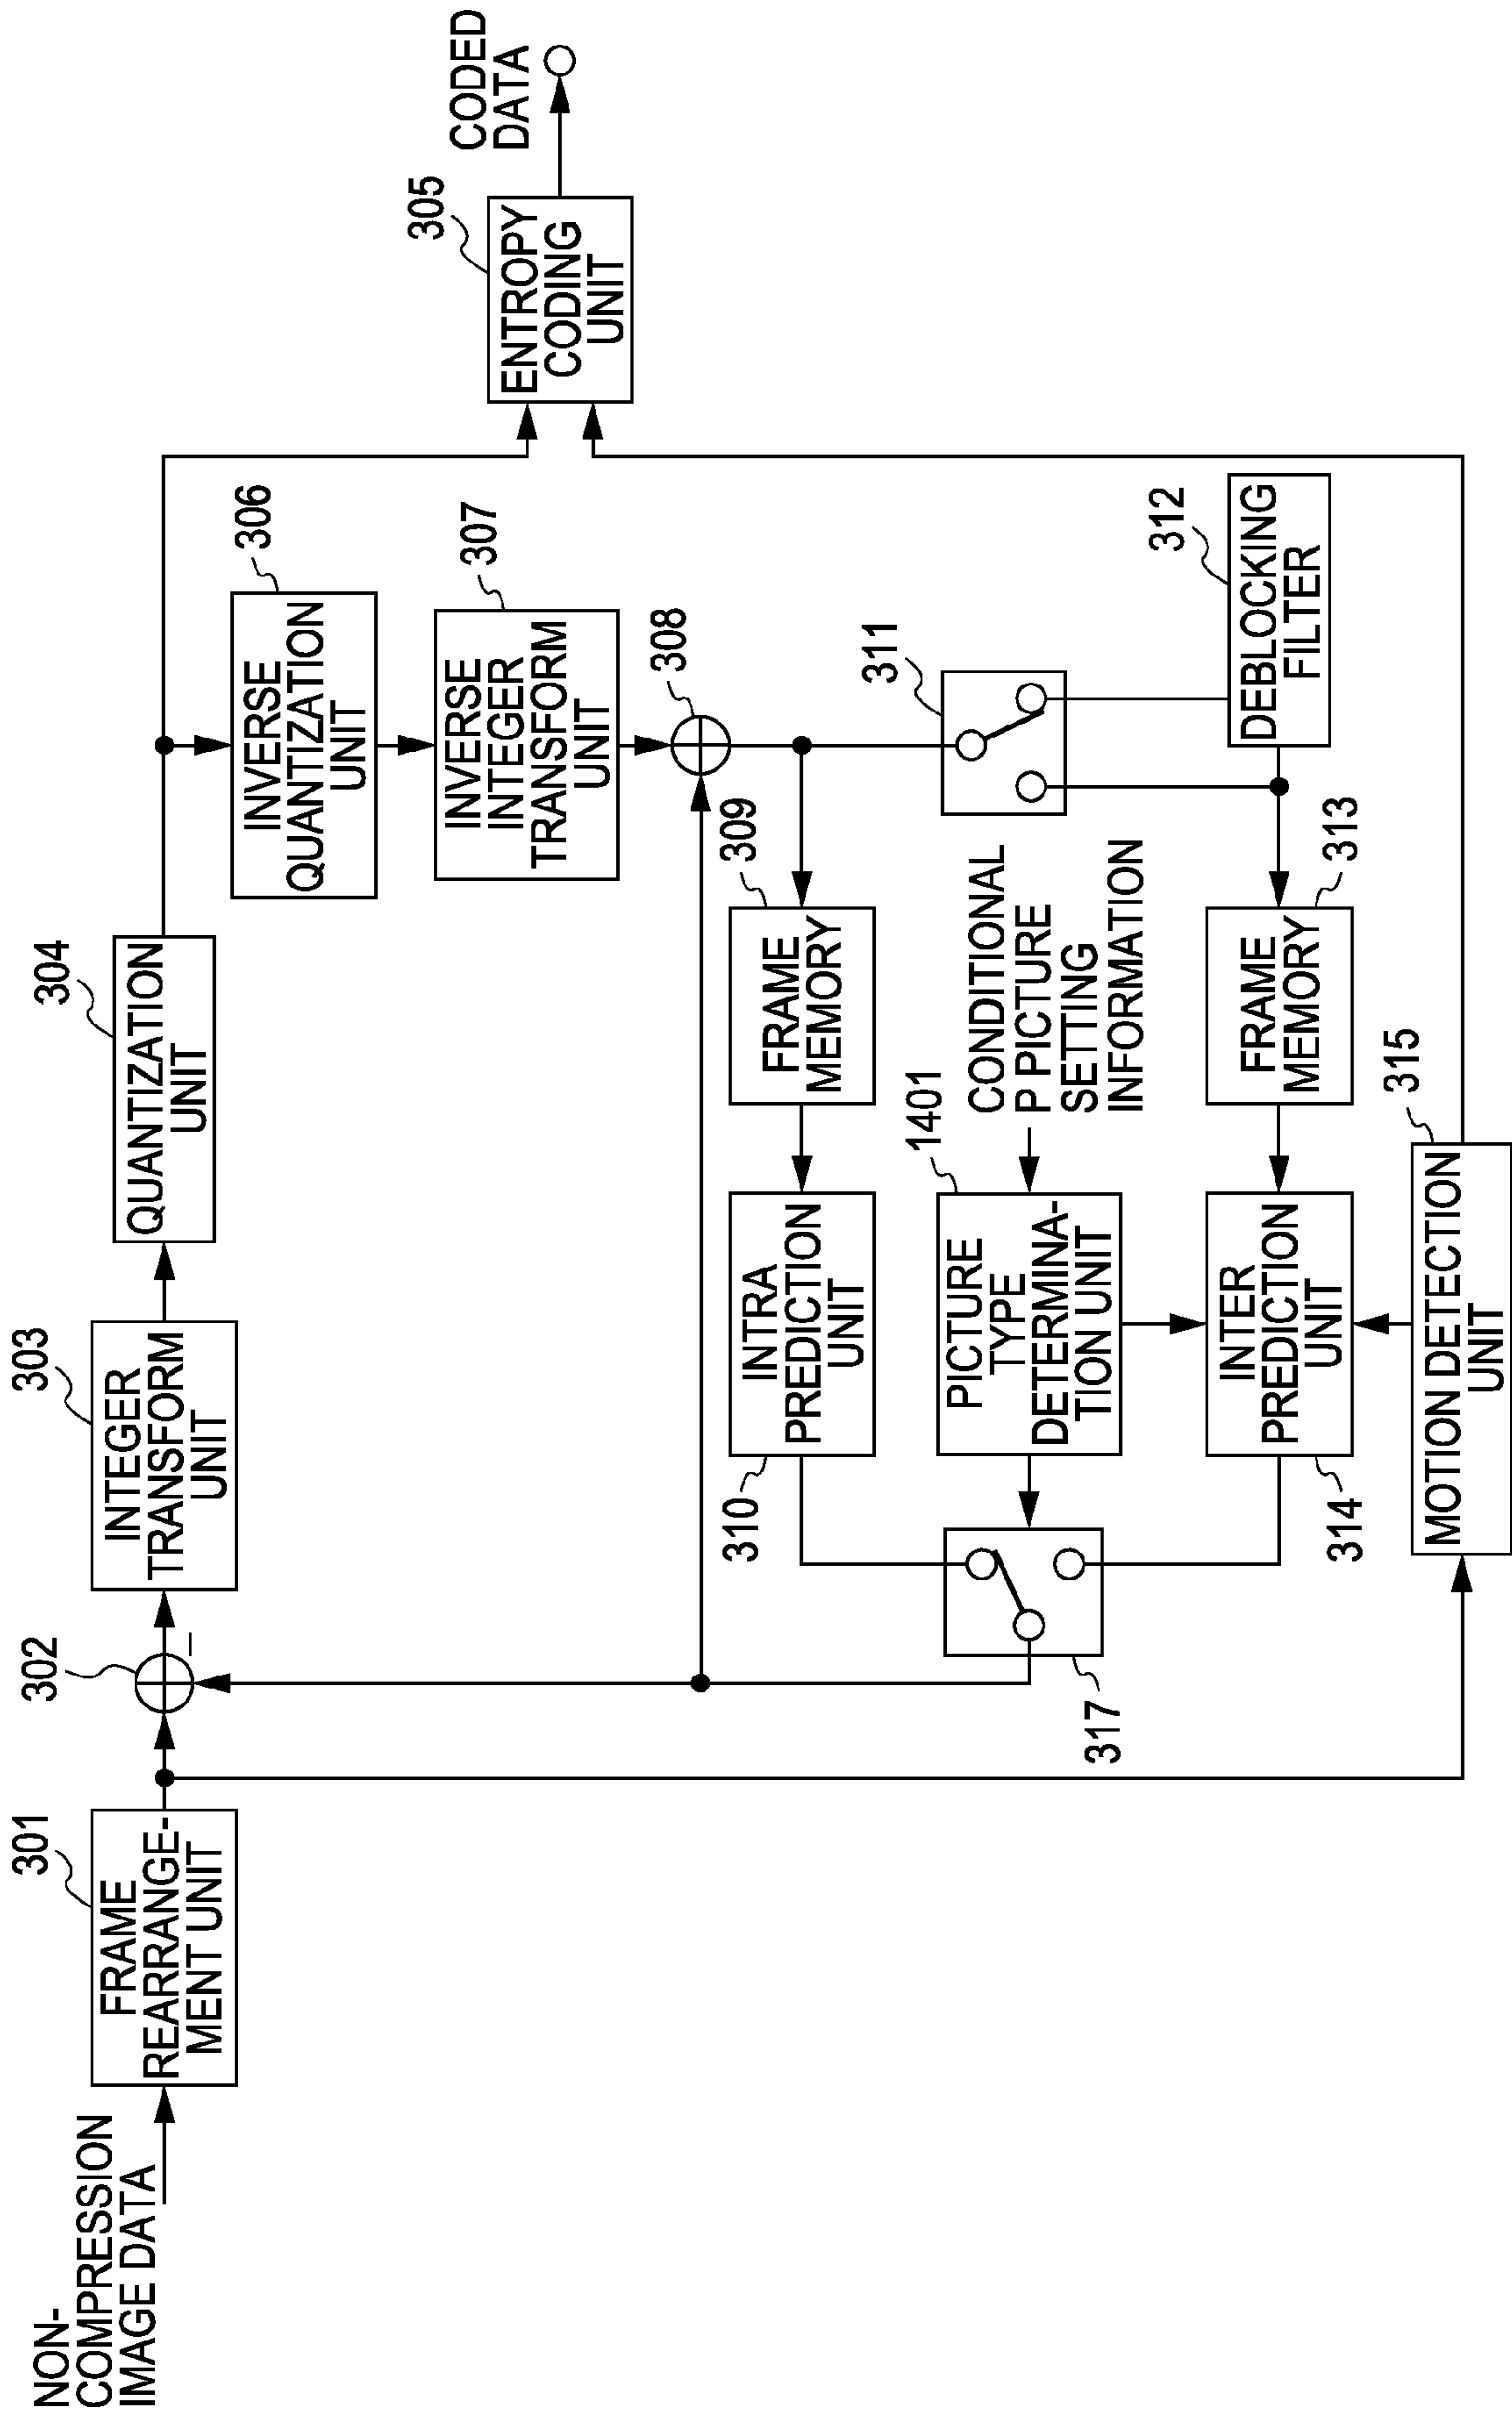 NON-
COMPRESSION
IMAGE DATA
301
FRAME
REARRANGE-
MENT UNIT
302
–
303
INTEGER
TRANSFORM
UNIT
304
QUANTIZATION
UNIT
305
ENTROPY
CODING
UNIT
CODED
DATA
306
INVERSE
QUANTIZATION
UNIT
307
INVERSE
INTEGER
TRANSFORM
UNIT
308
309
FRAME
MEMORY
310
INTRA
PREDICTION
UNIT
311
312
DEBLOCKING
FILTER
CONDITIONAL
P PICTURE
SETTING
INFORMATION
1401
PICTURE
TYPE
DETERMINA-
TION UNIT
317
313
FRAME
MEMORY
314
INTER
PREDICTION
UNIT
315
MOTION DETECTION
UNIT